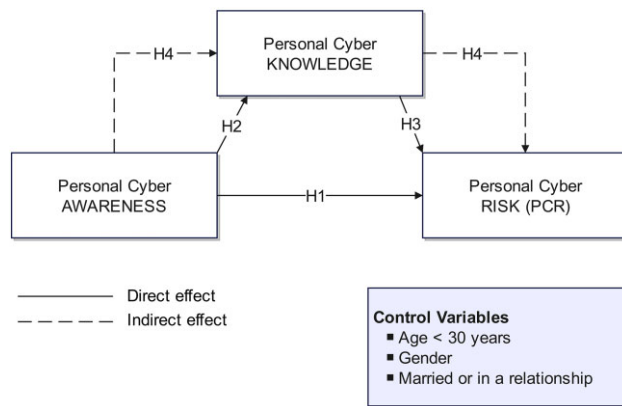 Personal Cyber
KNOWLEDGE
H4
H4
H2
H3
Personal Cyber
AWARENESS
H1
Personal Cyber
RISK (PCR)
Direct effect
Indirect effect
Control Variables
▪ Age < 30 years
▪ Gender
▪ Married or in a relationship